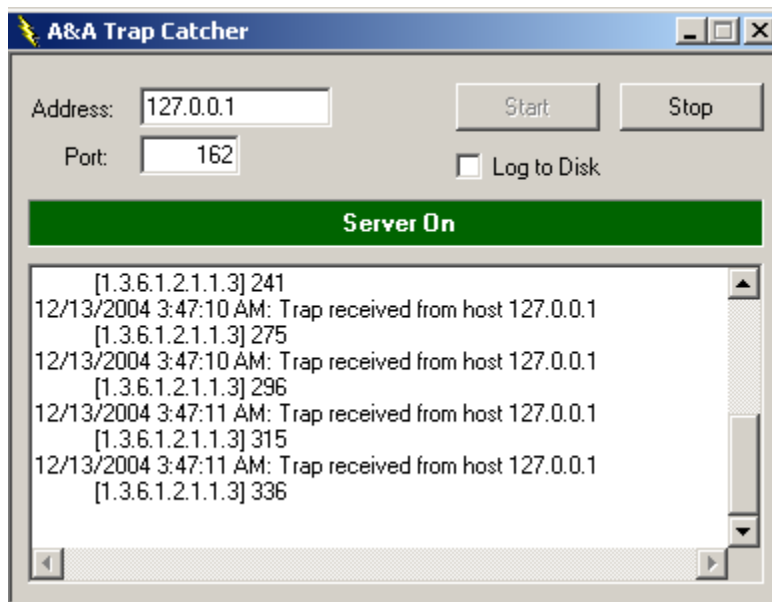 A&A Trap Catcher
Address: 127.0.0.1 Start Stop
Port: 162 Log to Disk
Server On
[1.3.6.1.2.1.1.3] 241
12/13/2004 3:47:10 AM: Trap received from host 127.0.0.1
[1.3.6.1.2.1.1.3] 275
12/13/2004 3:47:10 AM: Trap received from host 127.0.0.1
[1.3.6.1.2.1.1.3] 296
12/13/2004 3:47:11 AM: Trap received from host 127.0.0.1
[1.3.6.1.2.1.1.3] 315
12/13/2004 3:47:11 AM: Trap received from host 127.0.0.1
[1.3.6.1.2.1.1.3] 336